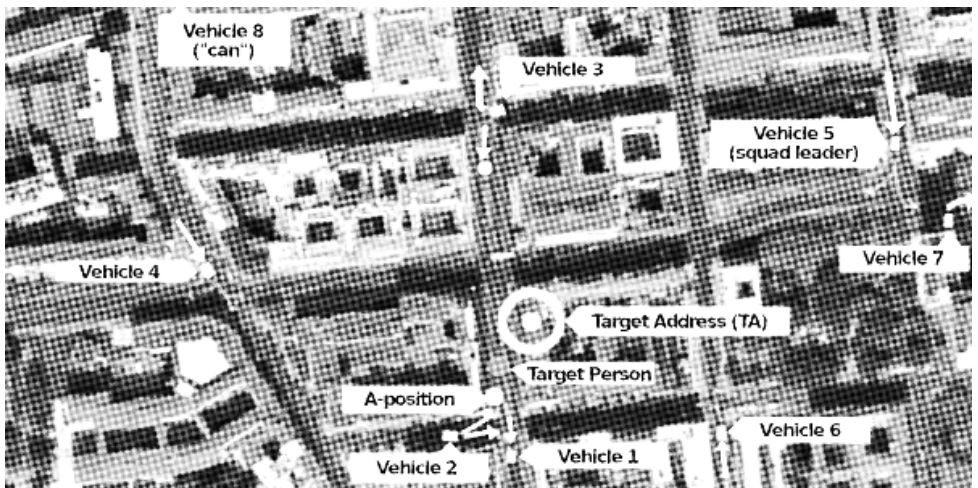 Vehicle 8
("can")
Vehicle 3
Vehicle 5
(squad leader)
Vehicle 4
Vehicle 7
Target Address (TA)
Target Person
A-position
Vehicle 6
Vehicle 2
Vehicle 1